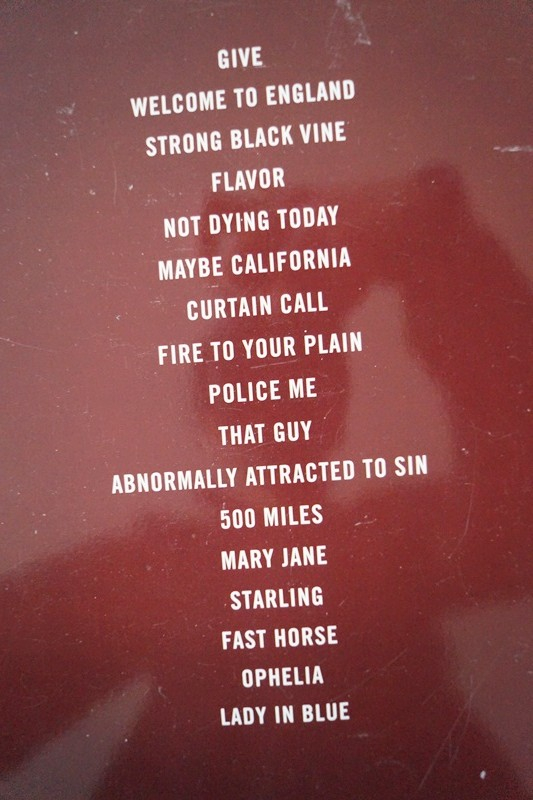 GIVE
WELCOME TO ENGLAND
STRONG BLACK VINE
FLAVOR
NOT DYING TODAY
MAYBE CALIFORNIA
CURTAIN CALL
FIRE TO YOUR PLAIN
POLICE ME
THAT GUY
ABNORMALLY ATTRACTED TO SIN
500 MILES
MARY JANE
STARLING
FAST HORSE
OPHELIA
LADY IN BLUE